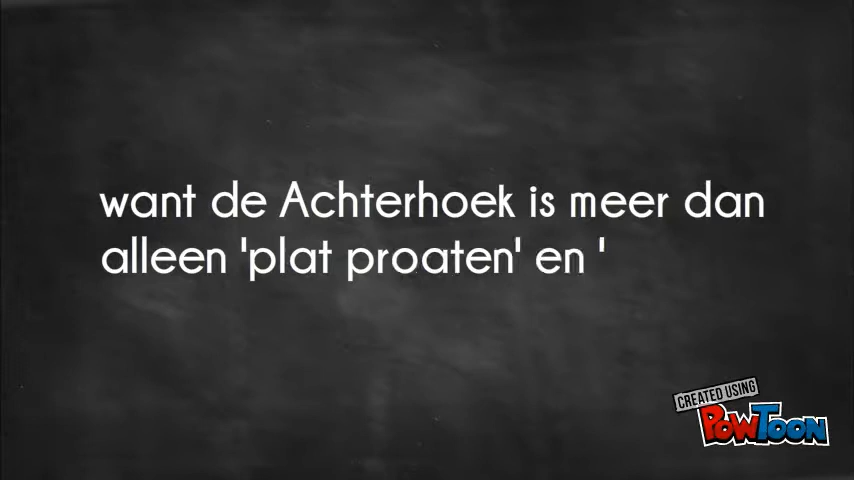 want de Achterhoek is meer dan
alleen 'plat proaten' en '
CREATED USING
POWTOON